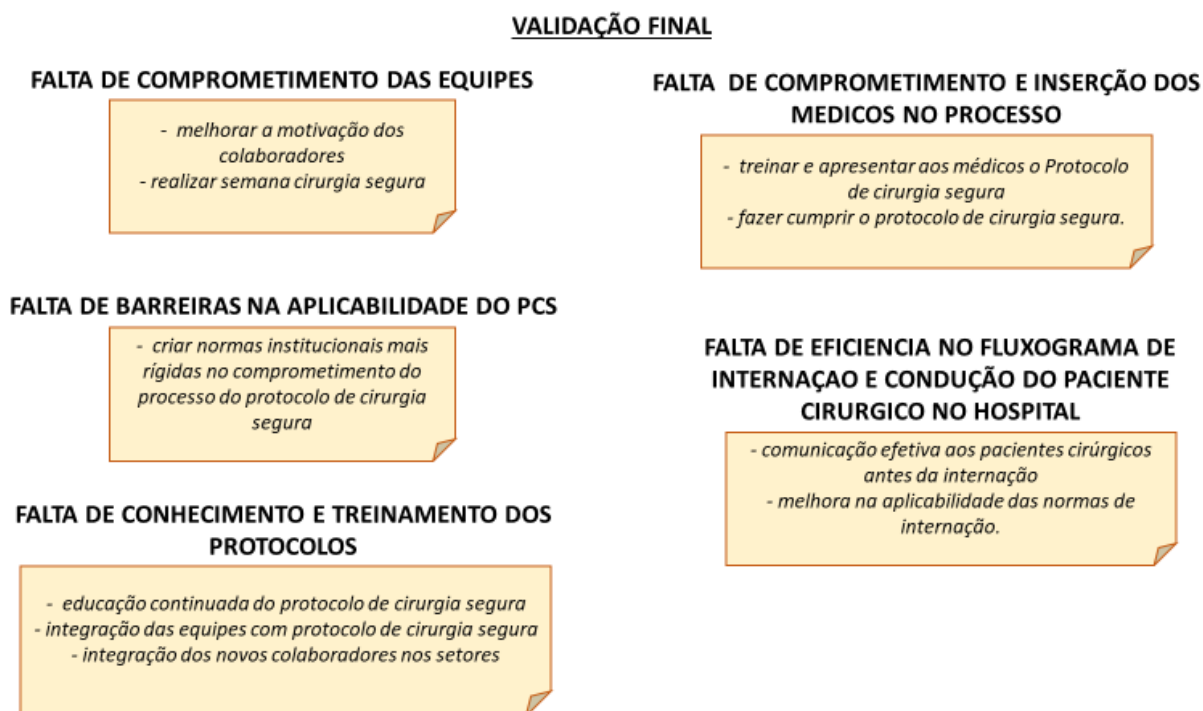 VALIDAÇÃO FINAL
FALTA DE COMPROMETIMENTO DAS EQUIPES
- melhorar a motivação dos
colaboradores
- realizar semana cirurgia segura
FALTA DE BARREIRAS NA APLICABILIDADE DO PCS
- criar normas institucionais mais
rígidas no comprometimento do
processo do protocolo de cirurgia
segura
FALTA DE CONHECIMENTO E TREINAMENTO DOS
PROTOCOLOS
- educação continuada do protocolo de cirurgia segura
- integração das equipes com protocolo de cirurgia segura
- integração dos novos colaboradores nos setores
FALTA DE COMPROMETIMENTO E INSERÇÃO DOS
MEDICOS NO PROCESSO
- treinar e apresentar aos médicos o Protocolo
de cirurgia segura
- fazer cumprir o protocolo de cirurgia segura.
FALTA DE EFICIENCIA NO FLUXOGRAMA DE
INTERNAÇAO E CONDUÇÃO DO PACIENTE
CIRURGICO NO HOSPITAL
- comunicação efetiva aos pacientes cirúrgicos
antes da internação
- melhora na aplicabilidade das normas de
internação.